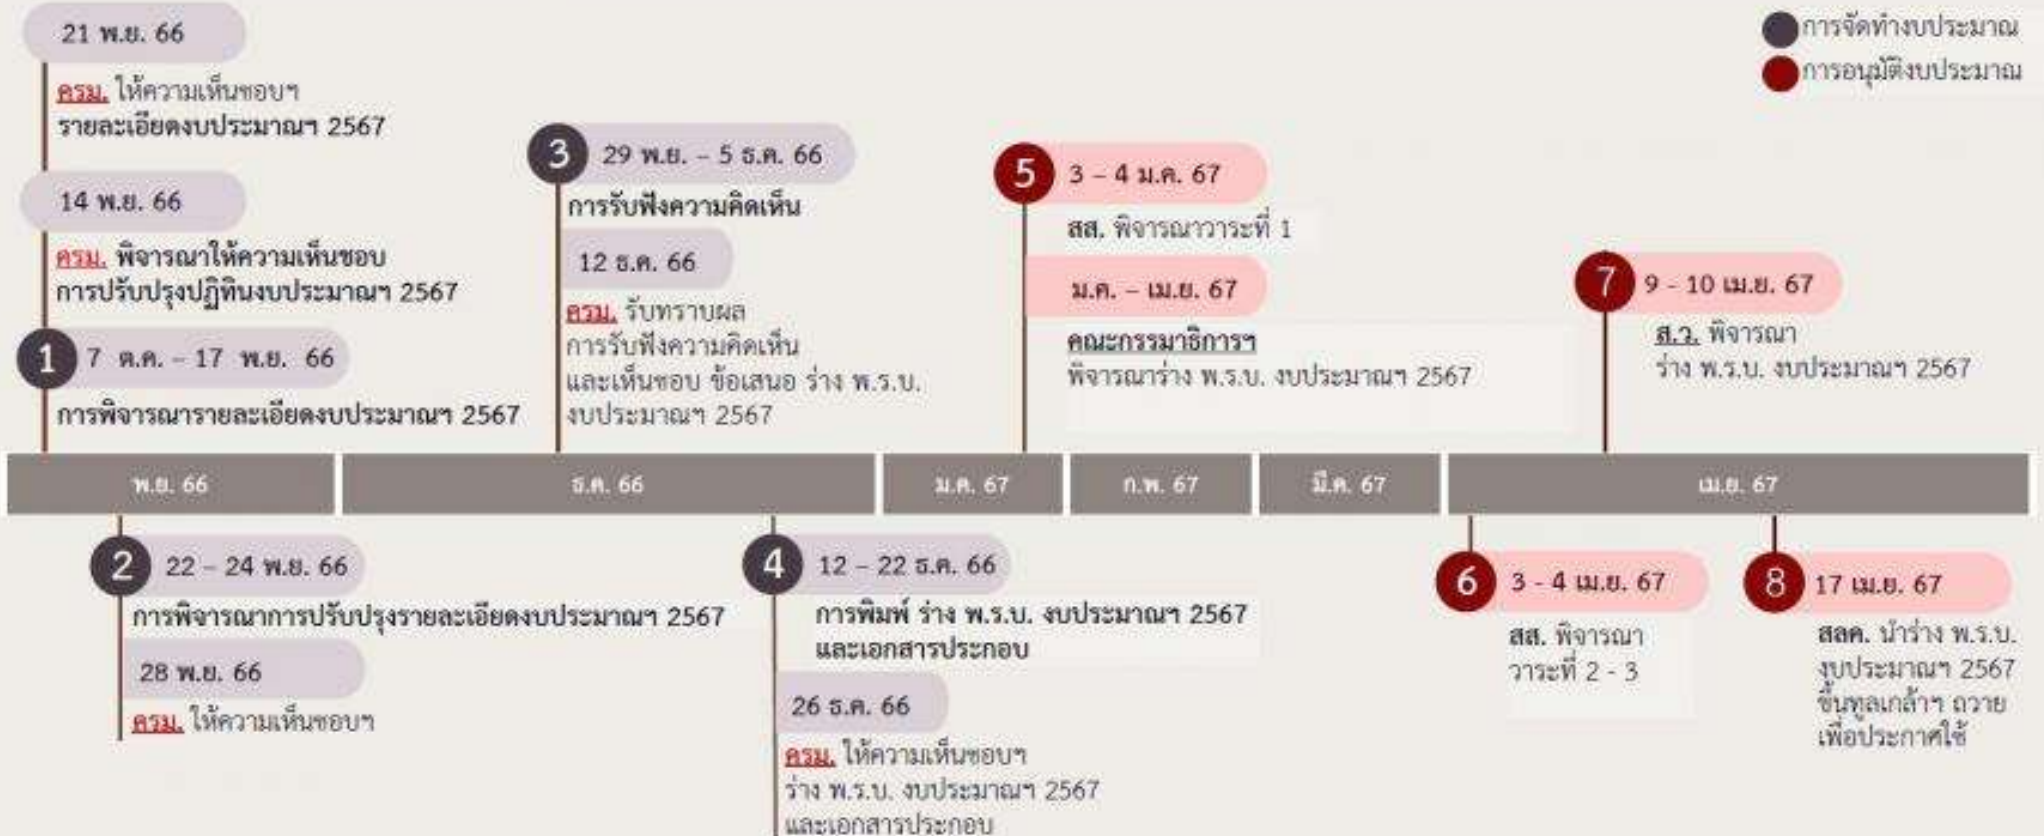 21 พ.ย. 66
ครม. ให้ความเห็นชอบฯ
รายละเอียดงบประมาณฯ 2567
14 พ.ย. 66
ครม. พิจารณาให้ความเห็นชอบ
การปรับปรุงปฏิทินงบประมาณฯ 2567
1
7 ต.ค. – 17 พ.ย. 66
การพิจารณารายละเอียดงบประมาณฯ 2567
3
29 พ.ย. – 5 ธ.ค. 66
การรับฟังความคิดเห็น
12 ธ.ค. 66
ครม. รับทราบผล
การรับฟังความคิดเห็น
และเห็นชอบ ข้อเสนอ ร่าง พ.ร.บ.
งบประมาณฯ 2567
5
3 – 4 ม.ค. 67
สส. พิจารณาวาระที่ 1
ม.ค. – เม.ย. 67
คณะกรรมาธิการฯ
พิจารณาร่าง พ.ร.บ. งบประมาณฯ 2567
การจัดทำงบประมาณ
การอนุมัติงบประมาณ
7
9 - 10 เม.ย. 67
ส.ว. พิจารณา
ร่าง พ.ร.บ. งบประมาณฯ 2567
พ.ย. 66
ธ.ค. 66
ม.ค. 67
ก.พ. 67
มี.ค. 67
เม.ย. 67
2
22 – 24 พ.ย. 66
การพิจารณาการปรับปรุงรายละเอียดงบประมาณฯ 2567
28 พ.ย. 66
ครม. ให้ความเห็นชอบฯ
4
12 – 22 ธ.ค. 66
การพิมพ์ ร่าง พ.ร.บ. งบประมาณฯ 2567
และเอกสารประกอบ
26 ธ.ค. 66
ครม. ให้ความเห็นชอบฯ
ร่าง พ.ร.บ. งบประมาณฯ 2567
และเอกสารประกอบ
6
3 - 4 เม.ย. 67
สส. พิจารณา
วาระที่ 2 - 3
8
17 เม.ย. 67
สลค. นำร่าง พ.ร.บ.
งบประมาณฯ 2567
ขึ้นทูลเกล้าฯ ถวาย
เพื่อประกาศใช้